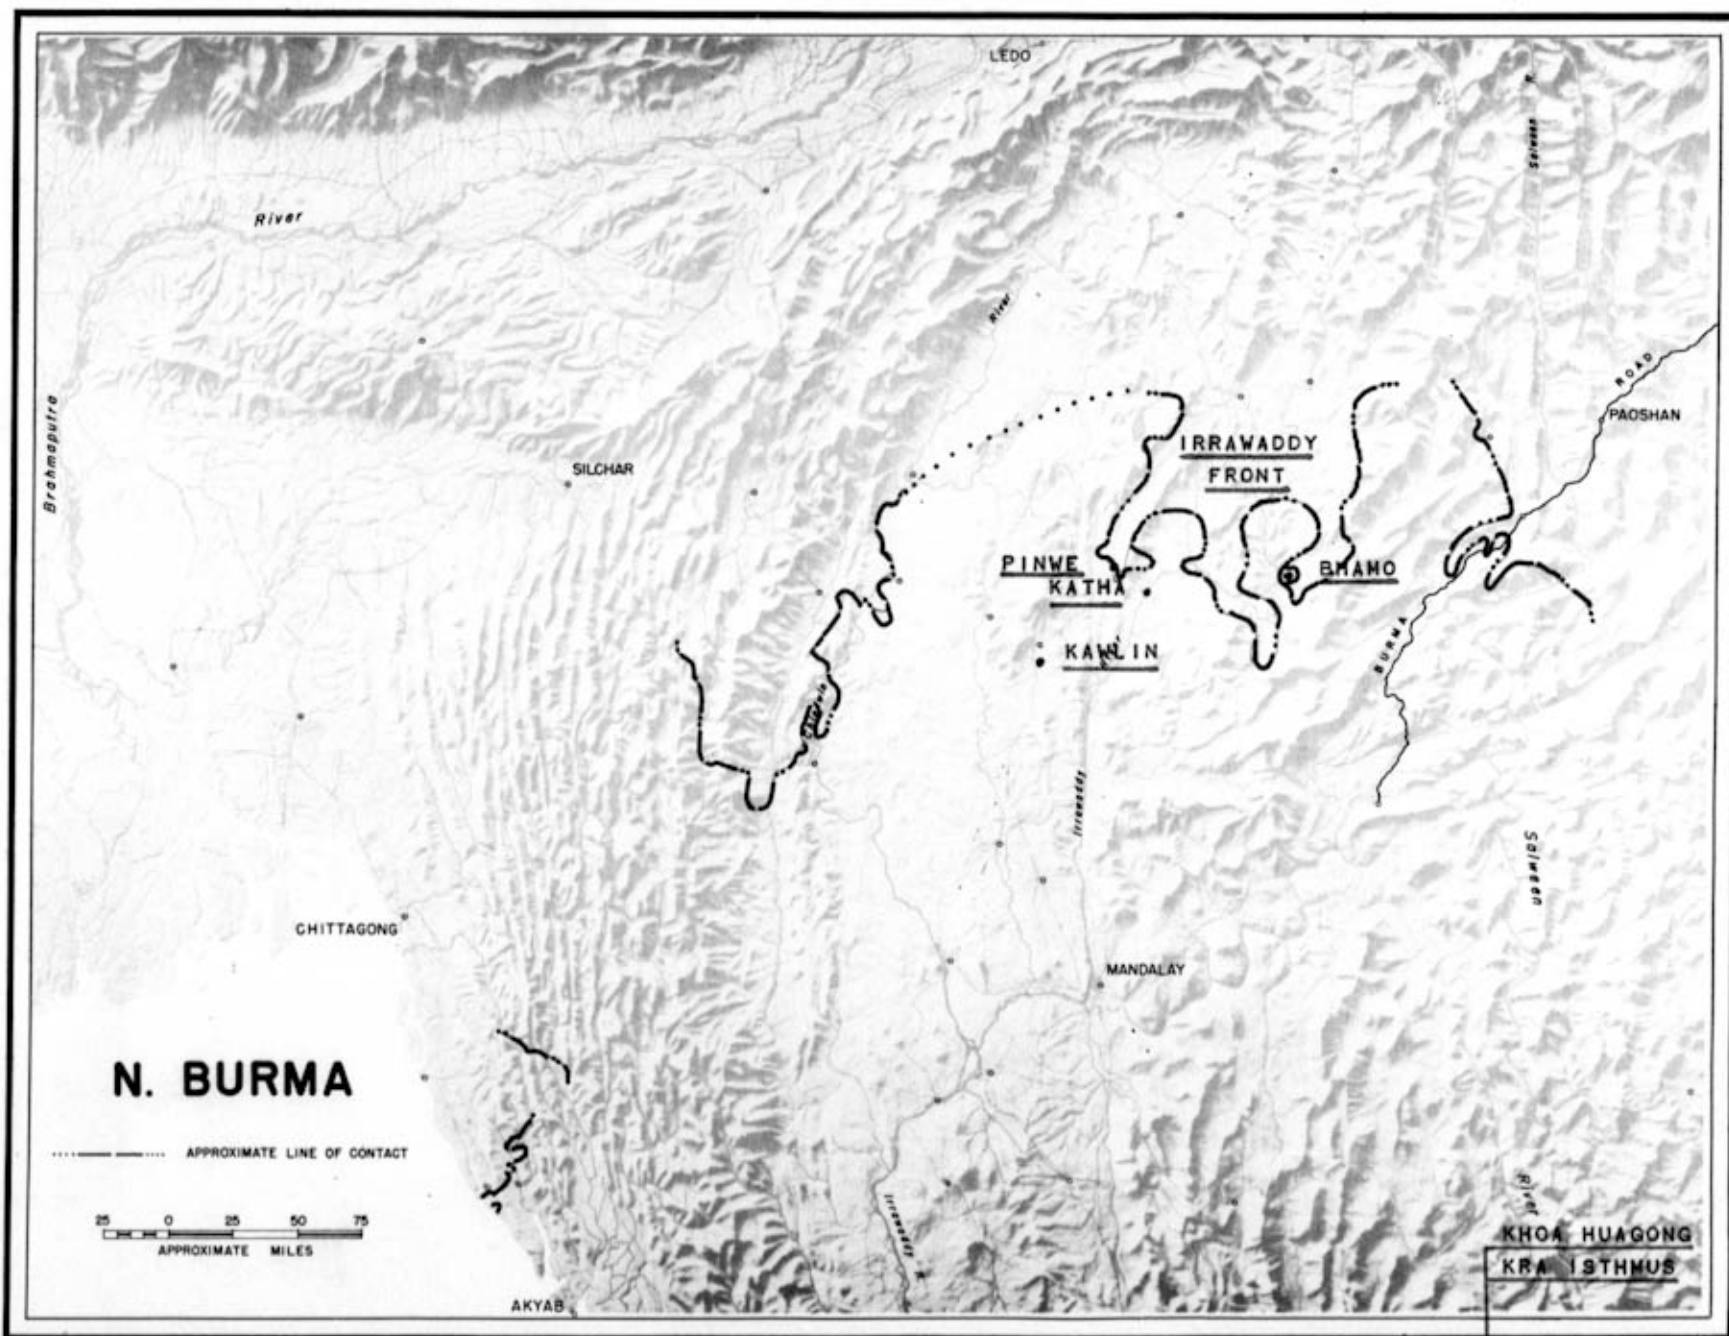 LEDO
Salween R
River
River
ROAD
Brahmaputra
PAOSHAN
IRRAWADDY
FRONT
SILCHAR
PINWE
BHAMO
KATHA
BURMA
KAWLIN
Irrawaddy
Salween
CHITTAGONG
MANDALAY
N. BURMA
APPROXIMATE LINE OF CONTACT
River
Irrawaddy R
25 0 25 50 75
APPROXIMATE MILES
KHOA HUAGONG
KRA ISTHMUS
AKYAB